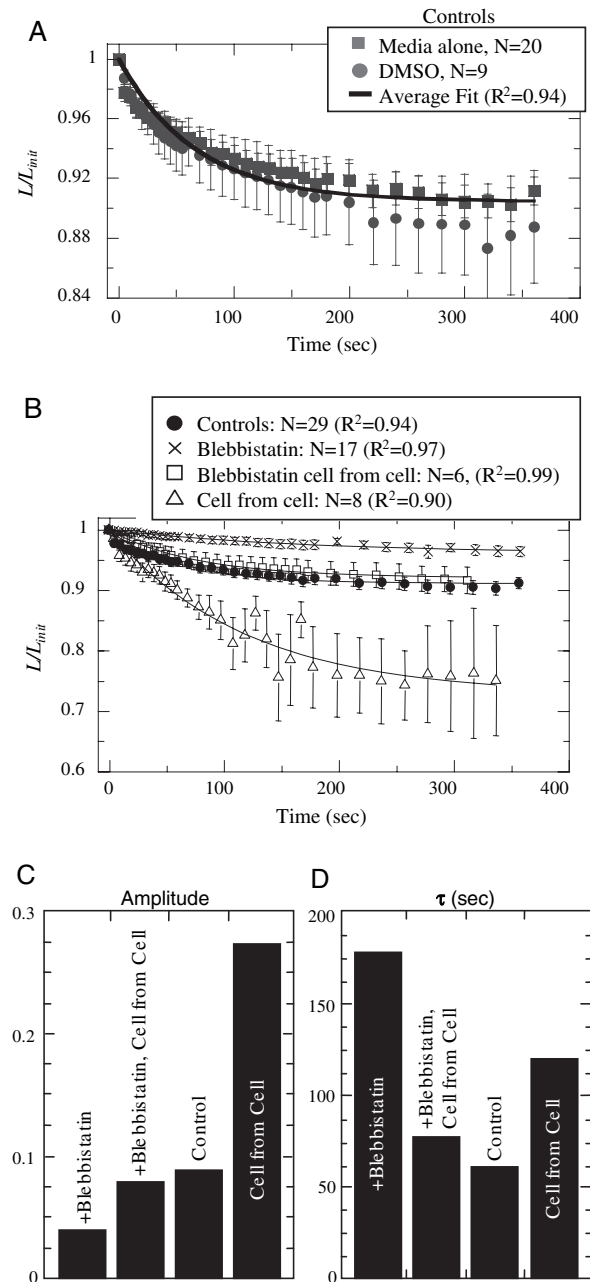 A
Controls
Media alone, N=20
DMSO, N=9
Average Fit (R²=0.94)
1
0.96
0.92
0.88
0.84
L/Linit
0 100 200 300 400
Time (sec)
B
Controls: N=29 (R²=0.94)
Blebbistatin: N=17 (R²=0.97)
Blebbistatin cell from cell: N=6, (R²=0.99)
Cell from cell: N=8 (R²=0.90)
1
0.9
0.8
0.7
0.6
L/Linit
0 100 200 300 400
Time (sec)
C
Amplitude
0.3
0.2
0.1
0
+Blebbistatin
+Blebbistatin, Cell from Cell
Control
Cell from Cell
D
τ (sec)
200
150
100
50
0
+Blebbistatin
+Blebbistatin,
Cell from Cell
Control
Cell from Cell